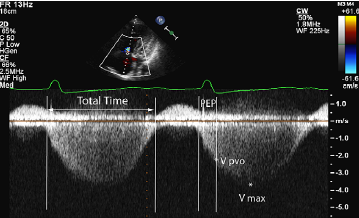 FR 13Hz
16cm
2D
65%
C 50
P Low
HGen
CF
66%
2.5MHz
WF High
Med
M3 M4
+61.6
-61.6
cm/s
CW
50%
1.8MHz
WF 225Hz
Total Time
PEP
V pvo
V max
1.0
m/s
-1.0
-2.0
-3.0
-4.0
-5.0